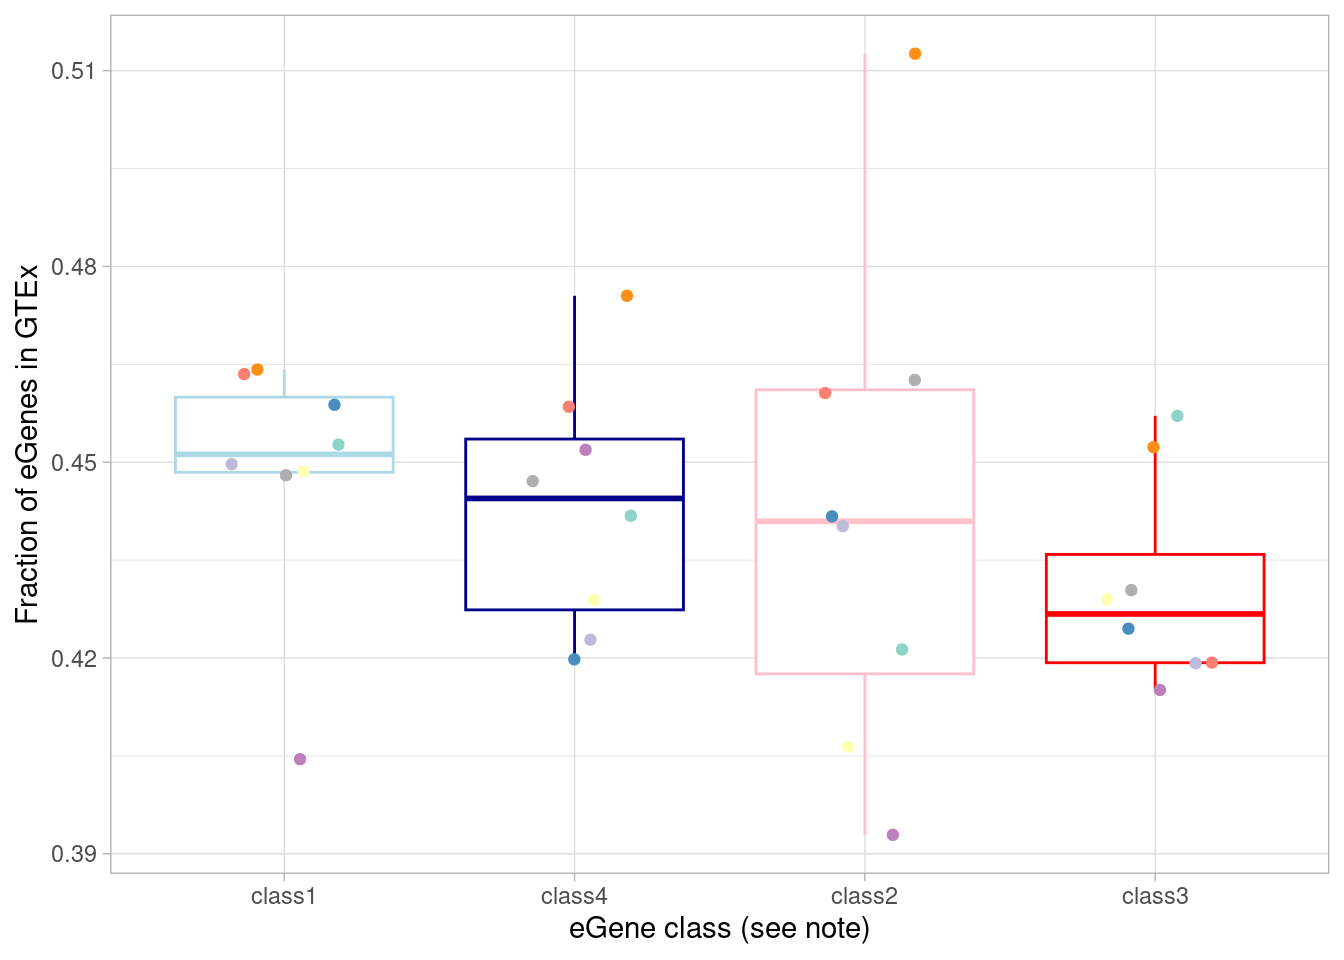 Fraction of eGenes in GTEx
0.51
0.48
0.45
0.42
0.39
class1 class4 class2 class3
eGene class (see note)